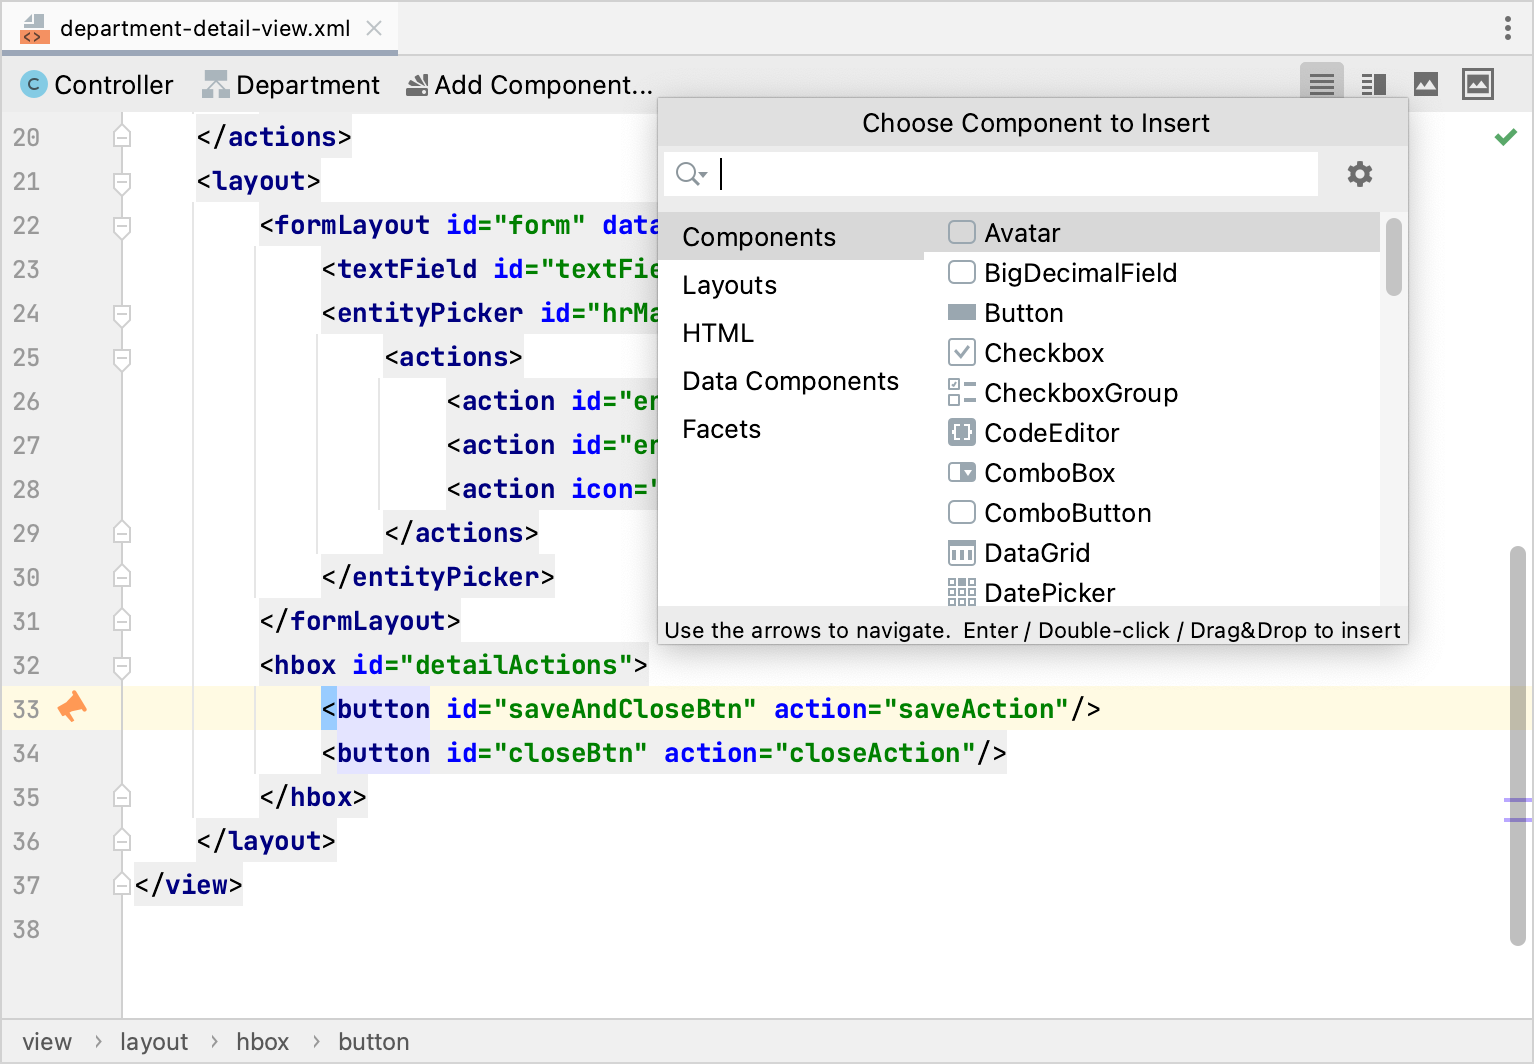 department-detail-view.xml
C Controller Department Add Component...
20 </actions>
21 <layout>
22 <formLayout id="form" data
23 <textField id="textFie
24 <entityPicker id="hrMa
25 <actions>
26 <action id="er
27 <action id="er
28 <action icon="
29 </actions>
30 </entityPicker>
31 </formLayout>
32 <hbox id="detailActions">
33 <button id="saveAndCloseBtn" action="saveAction"/>
34 <button id="closeBtn" action="closeAction"/>
35 </hbox>
36 </layout>
37 </view>
38
Choose Component to Insert
Components
Layouts
HTML
Data Components
Facets
Avatar
BigDecimalField
Button
Checkbox
CheckboxGroup
CodeEditor
ComboBox
ComboButton
DataGrid
DatePicker
Use the arrows to navigate. Enter / Double-click / Drag&Drop to insert
view › layout › hbox › button